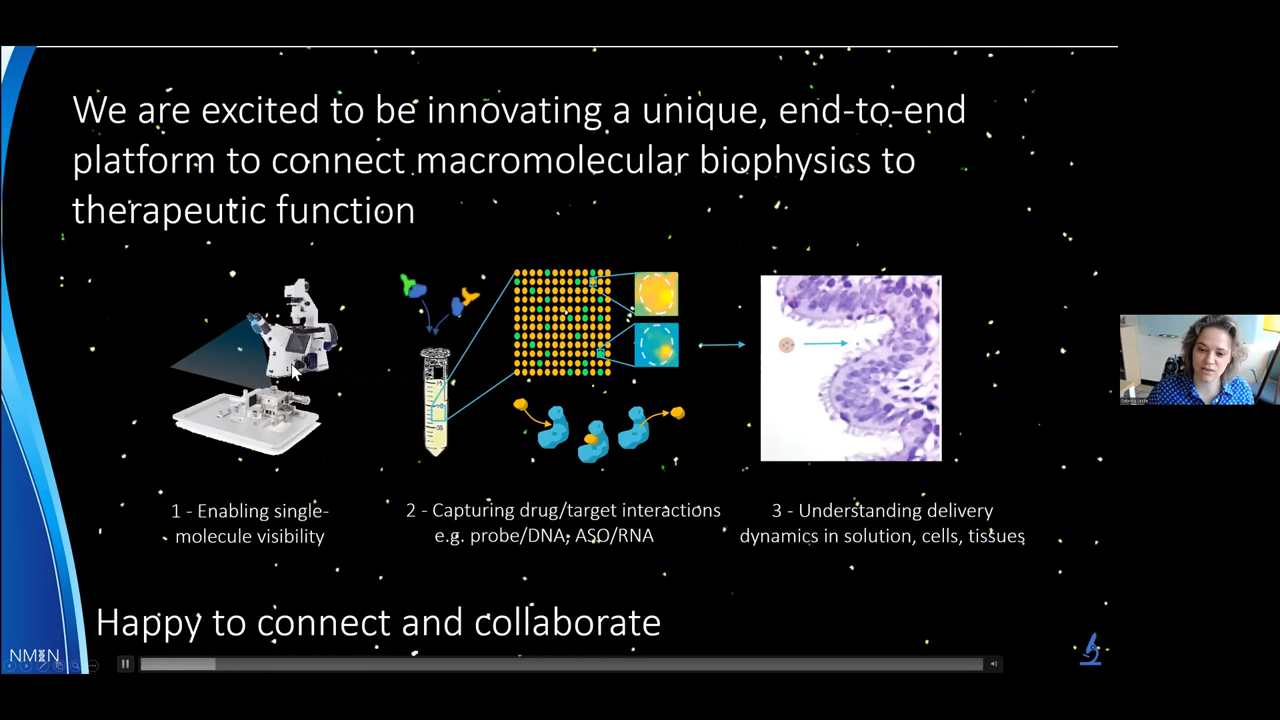 We are excited to be innovating a unique, end-to-end
platform to connect macromolecular biophysics to
therapeutic function
1 - Enabling single-
molecule visibility
2 - Capturing drug/target interactions
e.g. probe/DNA; ASO/RNA
3 - Understanding delivery
dynamics in solution, cells, tissues
Happy to connect and collaborate
NMIN